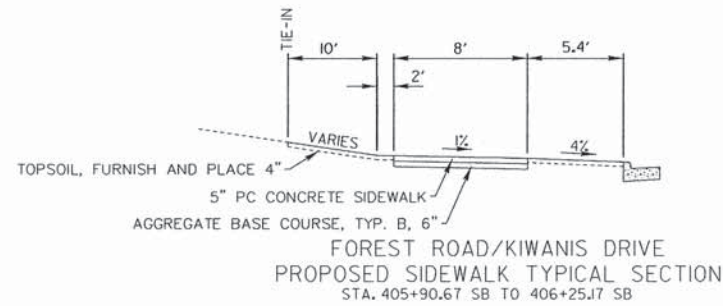 TIE-IN
10' 8' 5.4'
2'
VARIES 1% 4%
TOPSOIL, FURNISH AND PLACE 4"
5" PC CONCRETE SIDEWALK
AGGREGATE BASE COURSE, TYP. B, 6"
FOREST ROAD/KIWANIS DRIVE
PROPOSED SIDEWALK TYPICAL SECTION
STA. 405+90.67 SB TO 406+25.17 SB